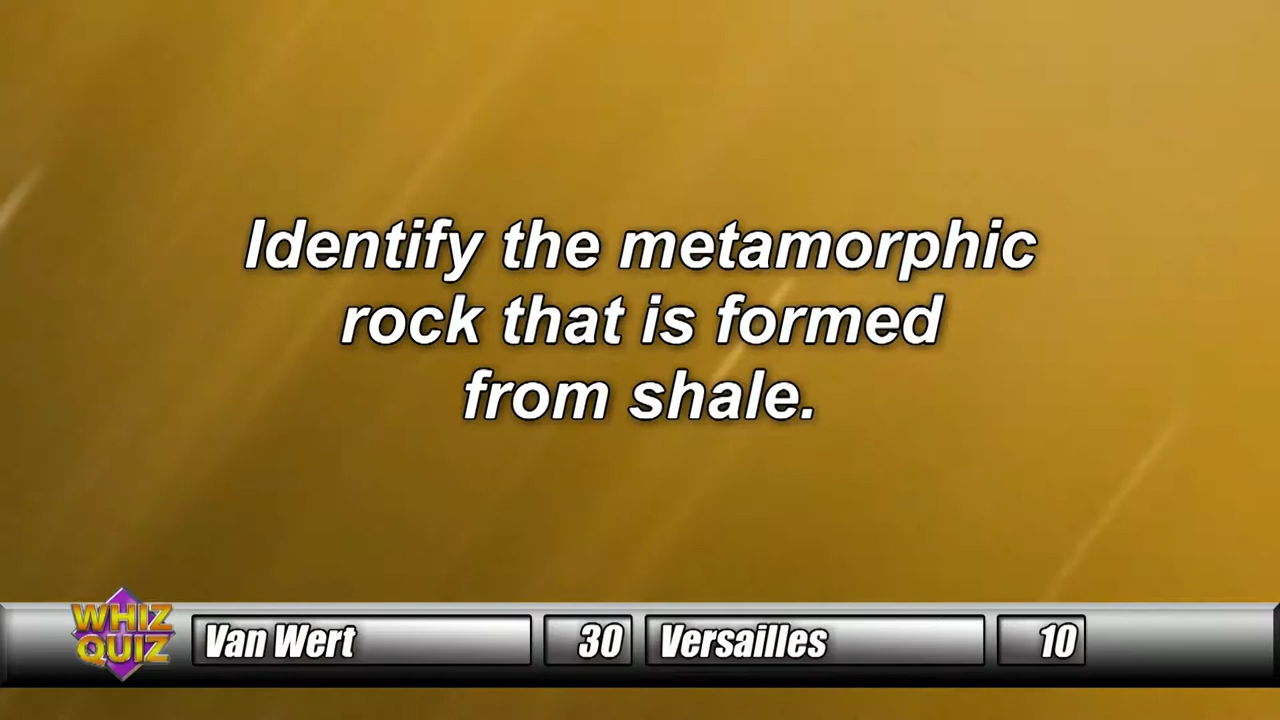 Identify the metamorphic
rock that is formed
from shale.
WHIZ
QUIZ
Van Wert 30 Versailles 10